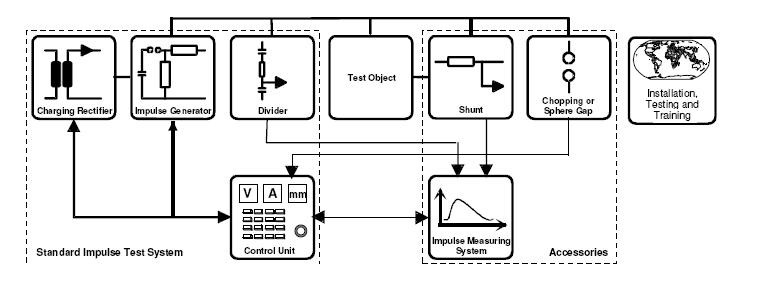 Charging Rectifier
Impulse Generator
Divider
Test Object
Shunt
Chopping or
Sphere Gap
Installation,
Testing and
Training
V A mm
Control Unit
Impulse Measuring
System
Standard Impulse Test System
Accessories